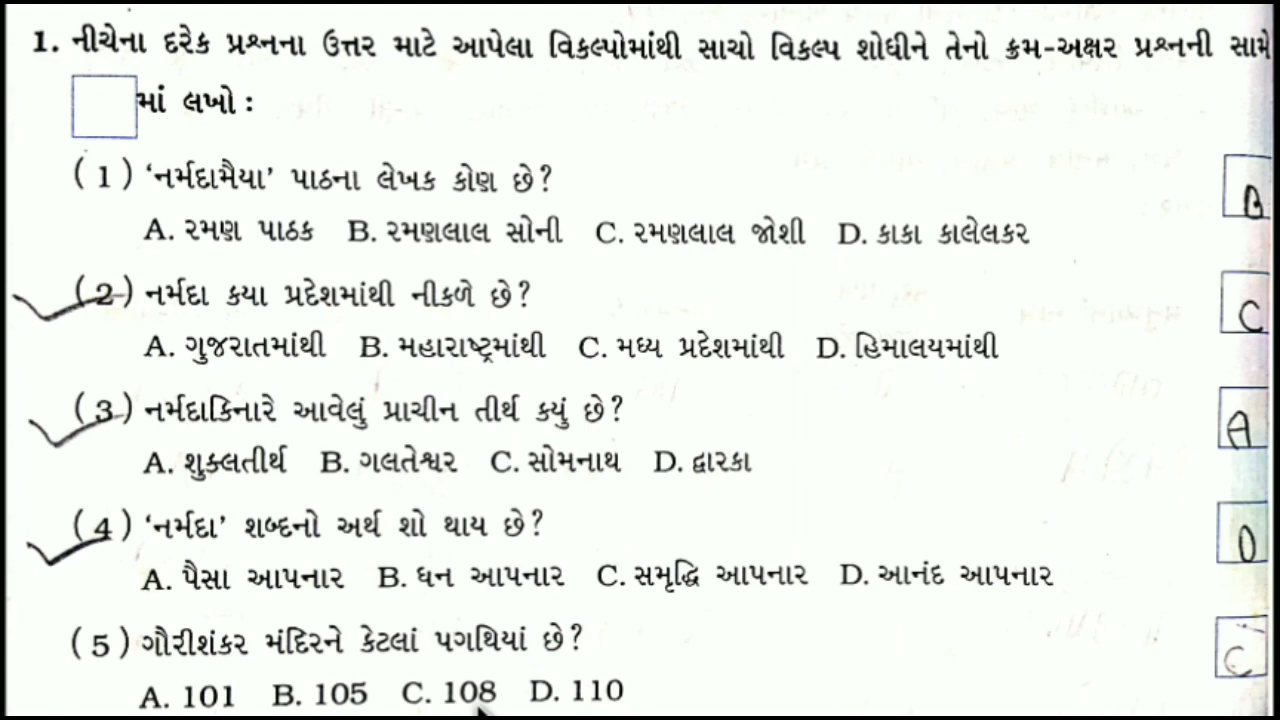 1. નીચેના દરેક પ્રશ્નના ઉત્તર માટે આપેલા વિકલ્પોમાંથી સાચો વિકલ્પ શોધીને તેનો ક્રમ-અક્ષર પ્રશ્નની સામે
માં લખો :
(1) ‘નર્મદામૈયા’ પાઠના લેખક કોણ છે? B
A. રમણ પાઠક B. રમણલાલ સોની C. રમણલાલ જોશી D. કાકા કાલેલકર
(2) નર્મદા કયા પ્રદેશમાંથી નીકળે છે? C
A. ગુજરાતમાંથી B. મહારાષ્ટ્રમાંથી C. મધ્ય પ્રદેશમાંથી D. હિમાલયમાંથી
(3) નર્મદાકિનારે આવેલું પ્રાચીન તીર્થ કયું છે? A
A. શુક્લતીર્થ B. ગલતેશ્વર C. સોમનાથ D. દ્વારકા
(4) ‘નર્મદા’ શબ્દનો અર્થ શો થાય છે? D
A. પૈસા આપનાર B. ધન આપનાર C. સમૃદ્ધિ આપનાર D. આનંદ આપનાર
(5) ગૌરીશંકર મંદિરને કેટલાં પગથિયાં છે? C
A. 101 B. 105 C. 108 D. 110